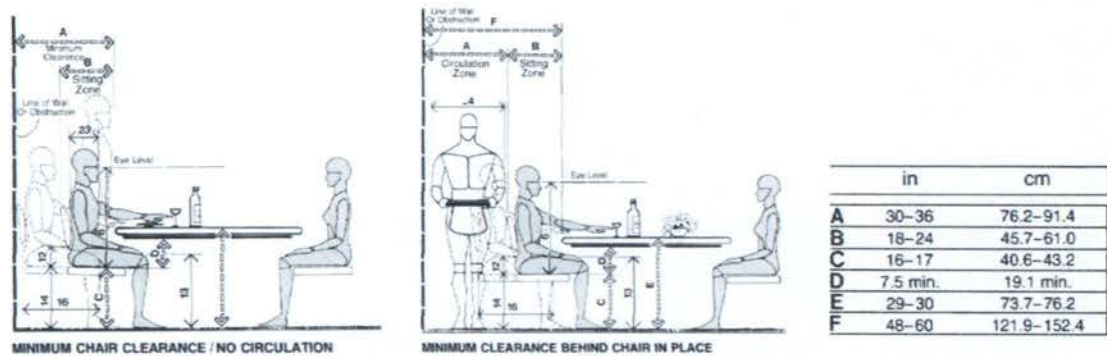 A
Minimum
Clearance
B
Sitting
Zone
Line of Wall
Or Obstruction
23
Eye Level
12
D
C
14
16
13
MINIMUM CHAIR CLEARANCE / NO CIRCULATION
Line of Wall
Or Obstruction
F
A
B
Circulation
Zone
Sitting
Zone
Eye Level
12
D
14
16
C
13
E
MINIMUM CLEARANCE BEHIND CHAIR IN PLACE
in cm
A 30–36 76.2–91.4
B 18–24 45.7–61.0
C 16–17 40.6–43.2
D 7.5 min. 19.1 min.
E 29–30 73.7–76.2
F 48–60 121.9–152.4